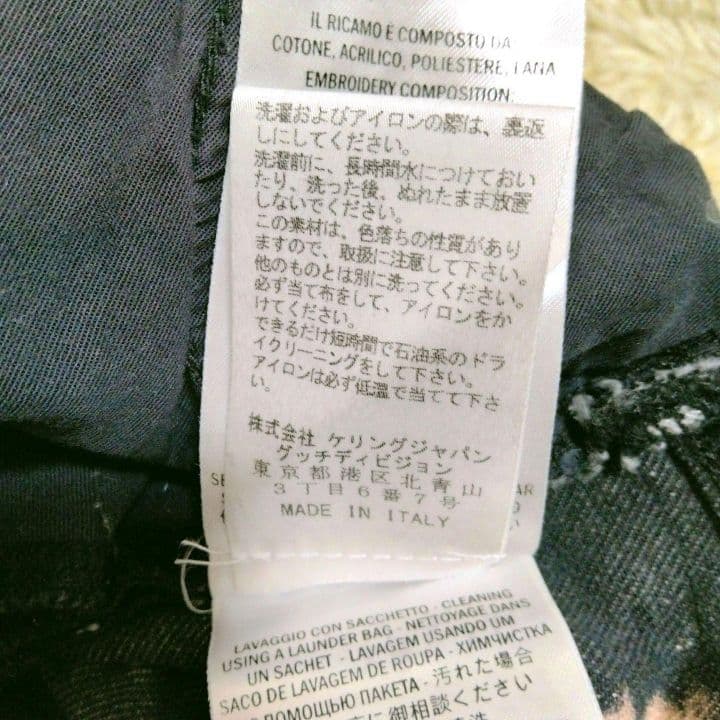 IL RICAMO È COMPOSTO DA
COTONE, ACRILICO, POLIESTERE, LANA
EMBROIDERY COMPOSITION:
洗濯およびアイロンの際は、裏返
しにしてください。
洗濯前に、長時間水につけておい
たり、洗った後、ぬれたまま放置
しないでください。
この素材は、色落ちの性質があり
ますので、取扱に注意して下さい。
他のものとは別に洗ってください。
必ず当て布をして、アイロンをか
けてください。
できるだけ短時間で石油系のドラ
イクリーニングをして下さい。
アイロンは必ず低温で当てて下さ
い。
株式会社 ケリングジャパン
グッチディビジョン
東京都港区北青山
3丁目6番7号
MADE IN ITALY
SE
AR
LAVAGGIO CON SACCHETTO - CLEANING
USING A LAUNDER BAG - NETTOYAGE DANS
UN SACHET - LAVAGEM USANDO UM
SACO DE LAVAGEM DE ROUPA - ХИМЧИСТКА
ПОМОЩЬЮ ПАКЕТА - 汚れた場合
に御相談ください